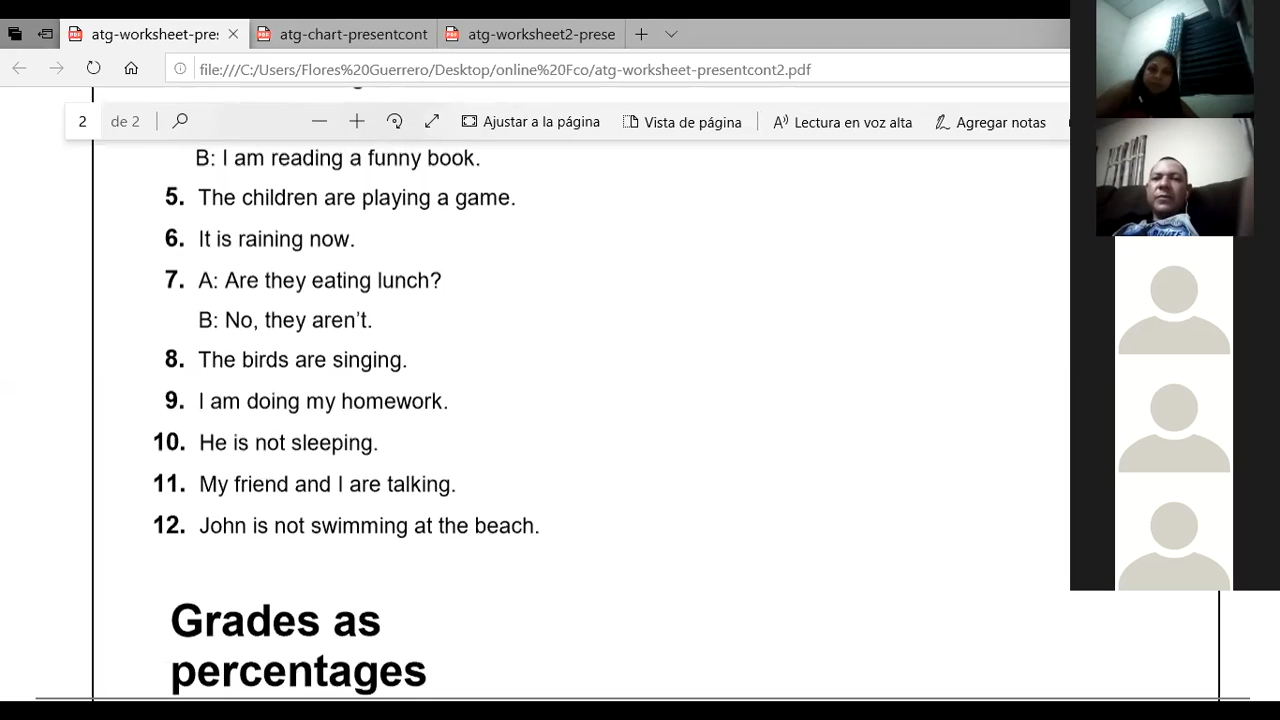 atg-worksheet-pres
atg-chart-presentcont
atg-worksheet2-prese
file:///C:/Users/Flores%20Guerrero/Desktop/online%20Fco/atg-worksheet-presentcont2.pdf
2 de 2
Ajustar a la página
Vista de página
Lectura en voz alta
Agregar notas
B: I am reading a funny book.
5. The children are playing a game.
6. It is raining now.
7. A: Are they eating lunch?
B: No, they aren't.
8. The birds are singing.
9. I am doing my homework.
10. He is not sleeping.
11. My friend and I are talking.
12. John is not swimming at the beach.
Grades as
percentages